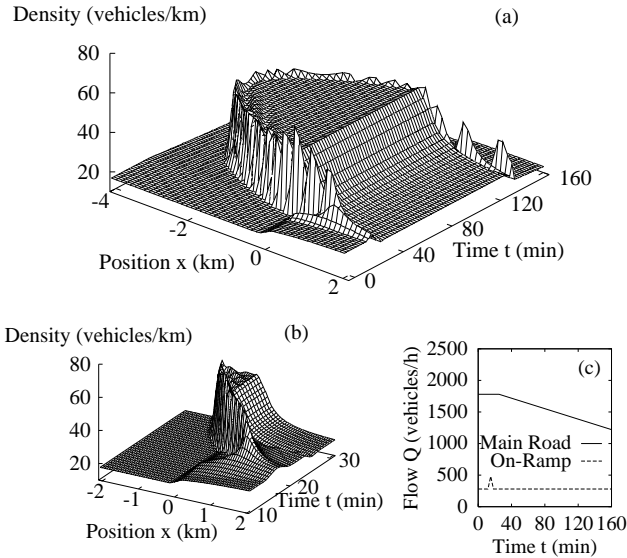 Density (vehicles/km)
(a)
80
60
40
20
-4
-2
0
2
Position x (km)
0
40
80
120
160
Time t (min)
Density (vehicles/km)
(b)
80
60
40
20
-2
-1
0
1
2
Position x (km)
10
20
30
Time t (min)
(c)
Flow Q (vehicles/h)
2500
2000
1500
1000
500
0
Main Road
On-Ramp
0
40
80
120
160
Time t (min)